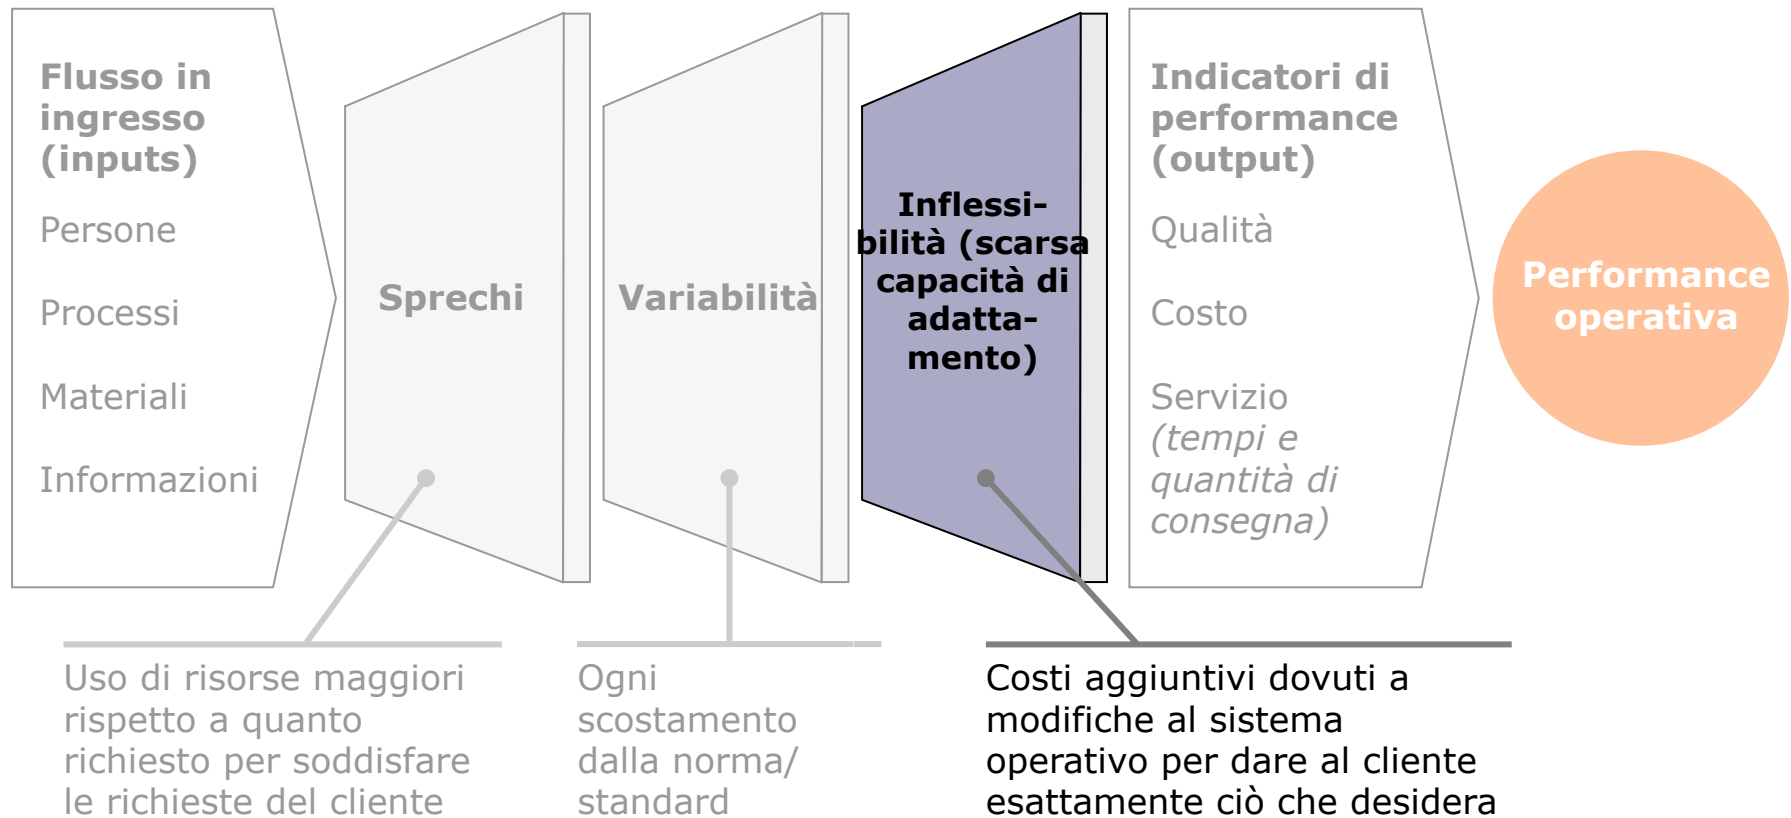 Flusso in
ingresso
(inputs)
Persone
Processi
Materiali
Informazioni
Sprechi
Variabilità
Inflessi-
bilità (scarsa
capacità di
adatta-
mento)
Indicatori di
performance
(output)
Qualità
Costo
Servizio
(tempi e
quantità di
consegna)
Performance
operativa
Uso di risorse maggiori
rispetto a quanto
richiesto per soddisfare
le richieste del cliente
Ogni
scostamento
dalla norma/
standard
Costi aggiuntivi dovuti a
modifiche al sistema
operativo per dare al cliente
esattamente ciò che desidera